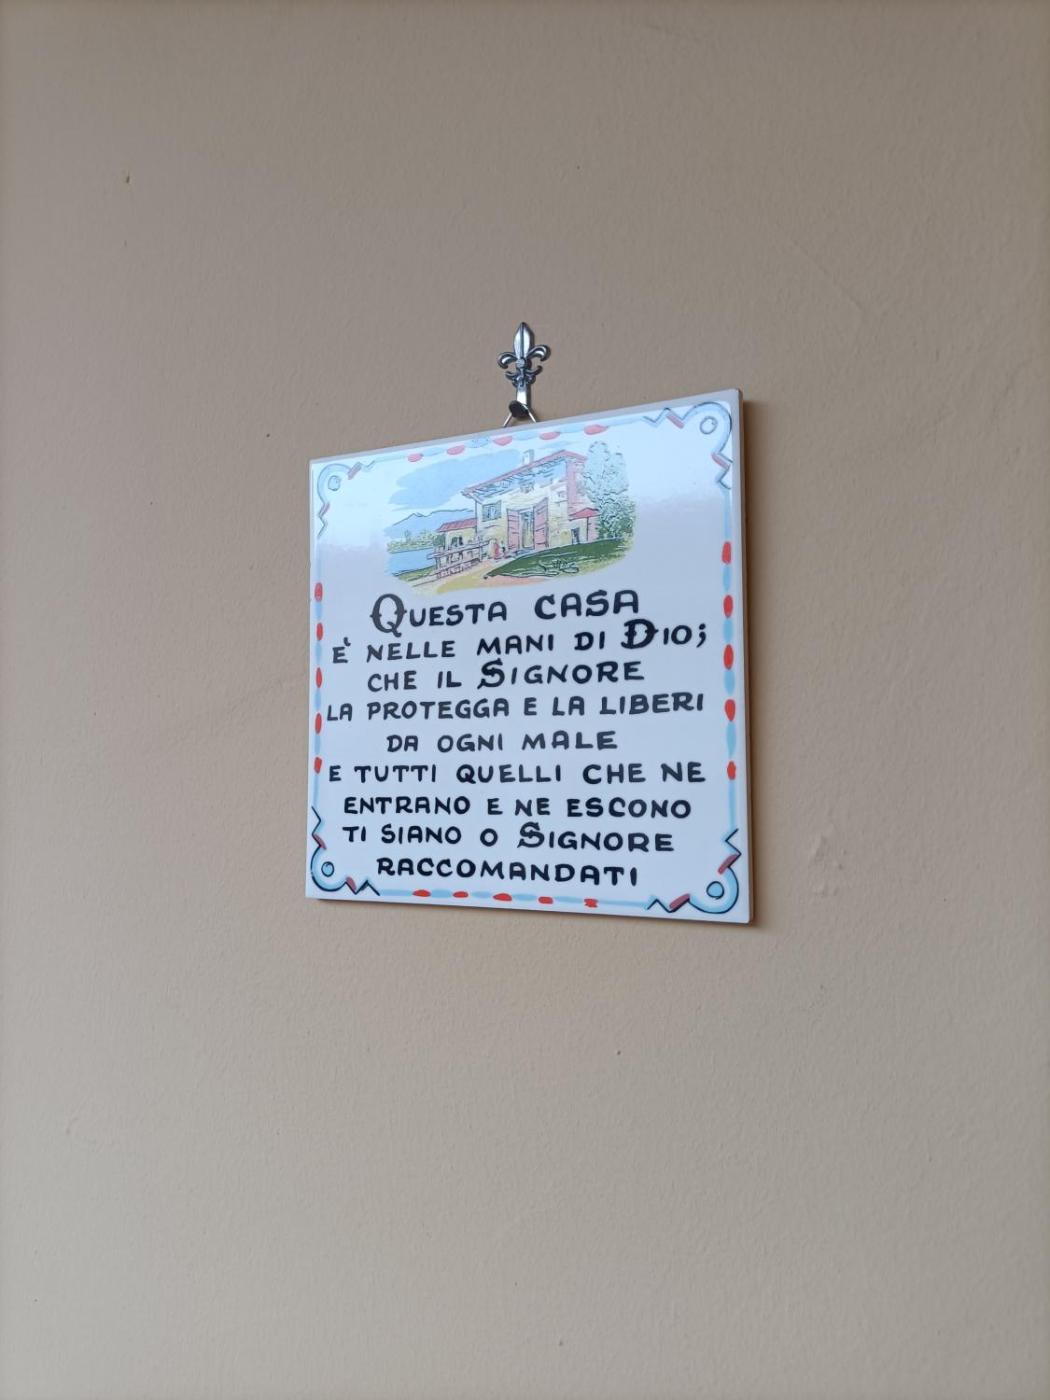 QUESTA CASA
E' NELLE MANI DI DIO;
CHE IL SIGNORE
LA PROTEGGA E LA LIBERI
DA OGNI MALE
E TUTTI QUELLI CHE NE
ENTRANO E NE ESCONO
TI SIANO O SIGNORE
RACCOMANDATI